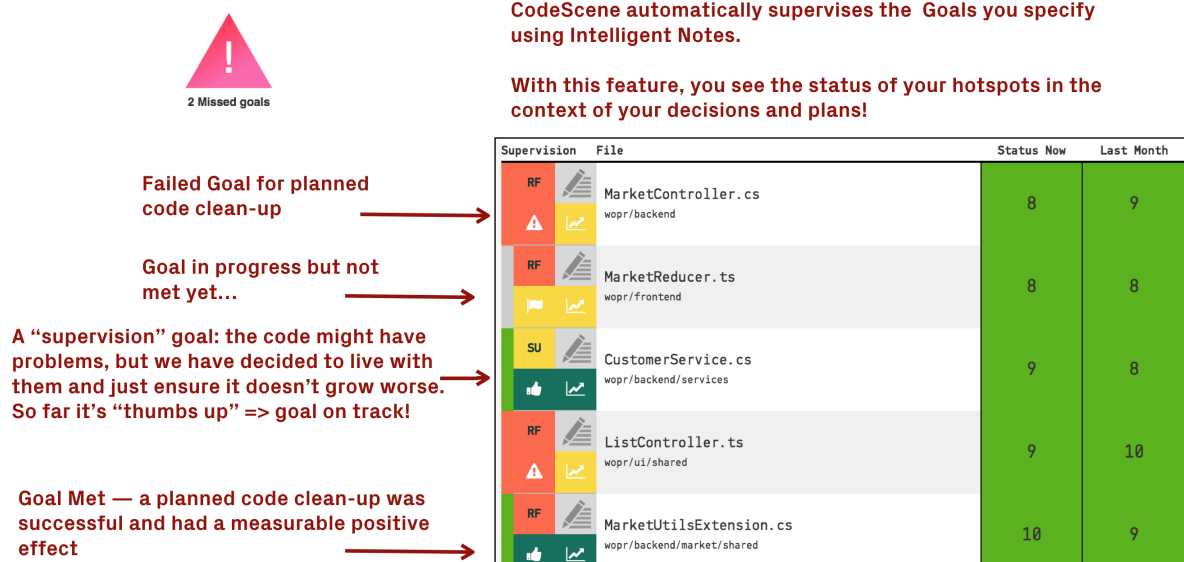 CodeScene automatically supervises the Goals you specify
using Intelligent Notes.
With this feature, you see the status of your hotspots in the
context of your decisions and plans!
!
2 Missed goals
Supervision File Status Now Last Month
Failed Goal for planned
code clean-up
RF
MarketController.cs
wopr/backend
8 9
Goal in progress but not
met yet...
RF
MarketReducer.ts
wopr/frontend
8 8
A “supervision” goal: the code might have
problems, but we have decided to live with
them and just ensure it doesn’t grow worse.
So far it’s “thumbs up” => goal on track!
SU
CustomerService.cs
wopr/backend/services
9 8
RF
ListController.ts
wopr/ui/shared
9 10
Goal Met — a planned code clean-up was
successful and had a measurable positive
effect
RF
MarketUtilsExtension.cs
wopr/backend/market/shared
10 9